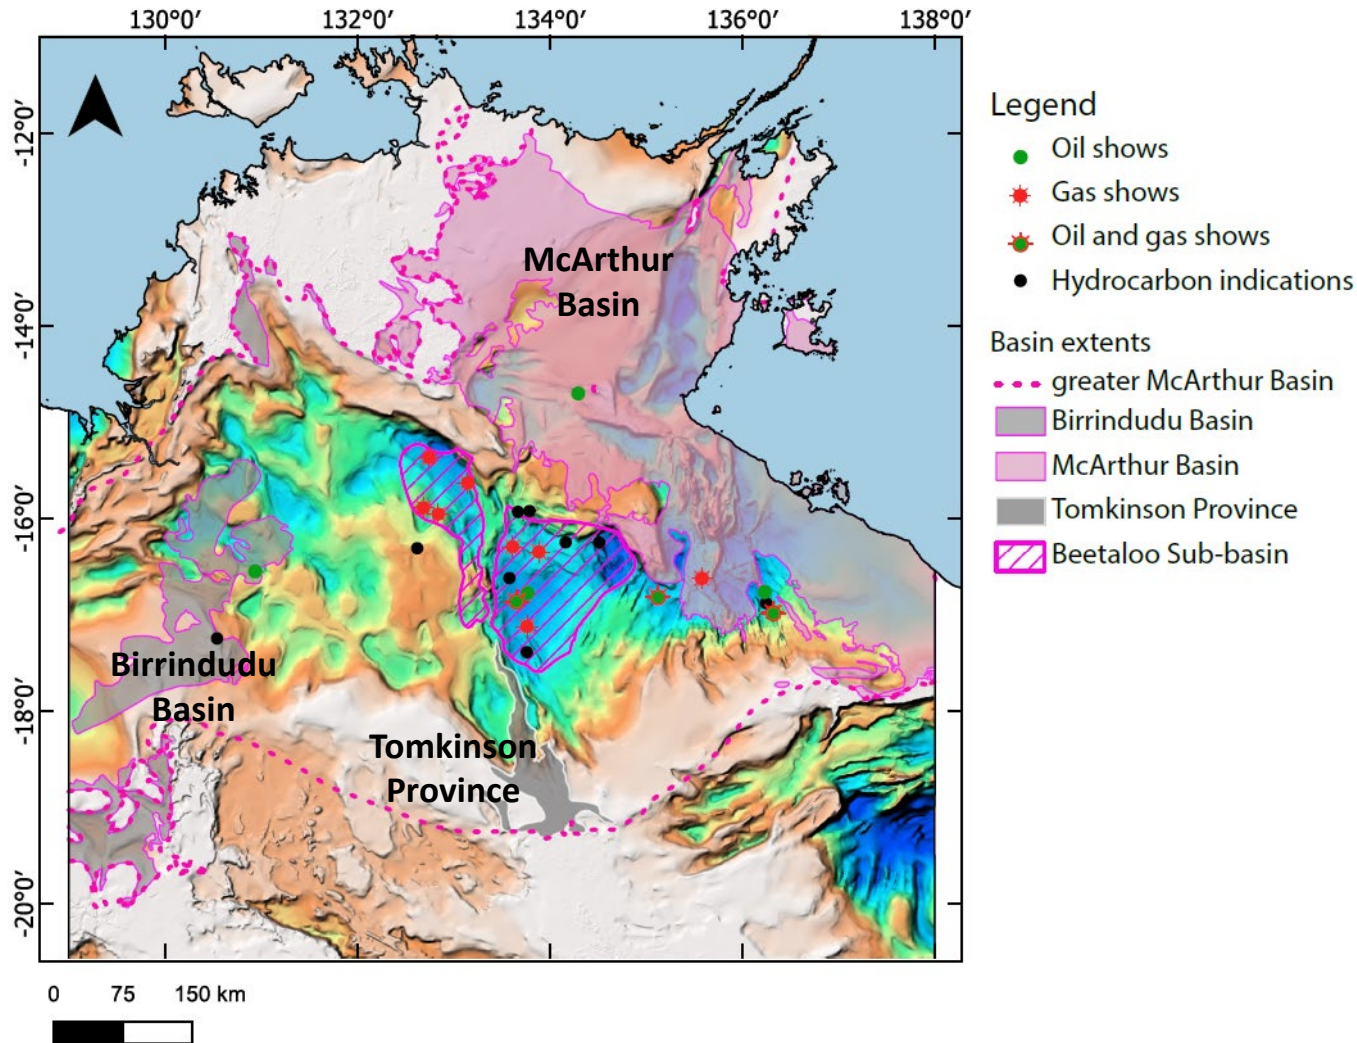 130°0′ 132°0′ 134°0′ 136°0′ 138°0′
-12°0′
-14°0′
-16°0′
-18°0′
-20°0′
McArthur
Basin
Birrindudu
Basin
Tomkinson
Province
0 75 150 km
Legend
Oil shows
Gas shows
Oil and gas shows
Hydrocarbon indications
Basin extents
greater McArthur Basin
Birrindudu Basin
McArthur Basin
Tomkinson Province
Beetaloo Sub-basin